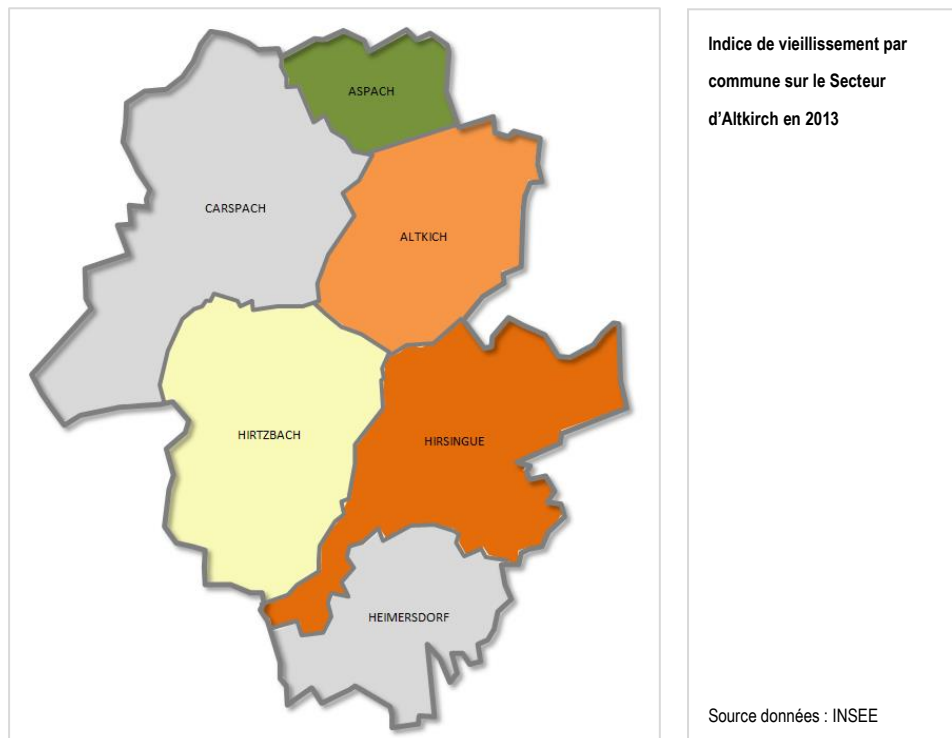 ASPACH
CARSPACH
ALTKICH
HIRTZBACH
HIRSINGUE
HEIMERSDORF
Indice de vieillissement par
commune sur le Secteur
d'Altkirch en 2013
Source données : INSEE